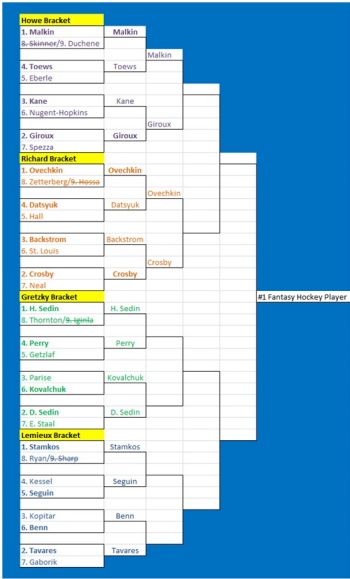 Howe Bracket
1. Malkin Malkin
8. Skinner/9. Duchene
Malkin
4. Toews Toews
5. Eberle
3. Kane Kane
6. Nugent-Hopkins
Giroux
2. Giroux Giroux
7. Spezza
Richard Bracket
1. Ovechkin Ovechkin
8. Zetterberg/9. Hossa
Ovechkin
4. Datsyuk Datsyuk
5. Hall
3. Backstrom Backstrom
6. St. Louis
Crosby
2. Crosby Crosby
7. Neal
Gretzky Bracket #1 Fantasy Hockey Player
1. H. Sedin H. Sedin
8. Thornton/9. Iginla
4. Perry Perry
5. Getzlaf
3. Parise Kovalchuk
6. Kovalchuk
2. D. Sedin D. Sedin
7. E. Staal
Lemieux Bracket
1. Stamkos Stamkos
8. Ryan/9. Sharp
4. Kessel Seguin
5. Seguin
3. Kopitar Benn
6. Benn
2. Tavares Tavares
7. Gaborik